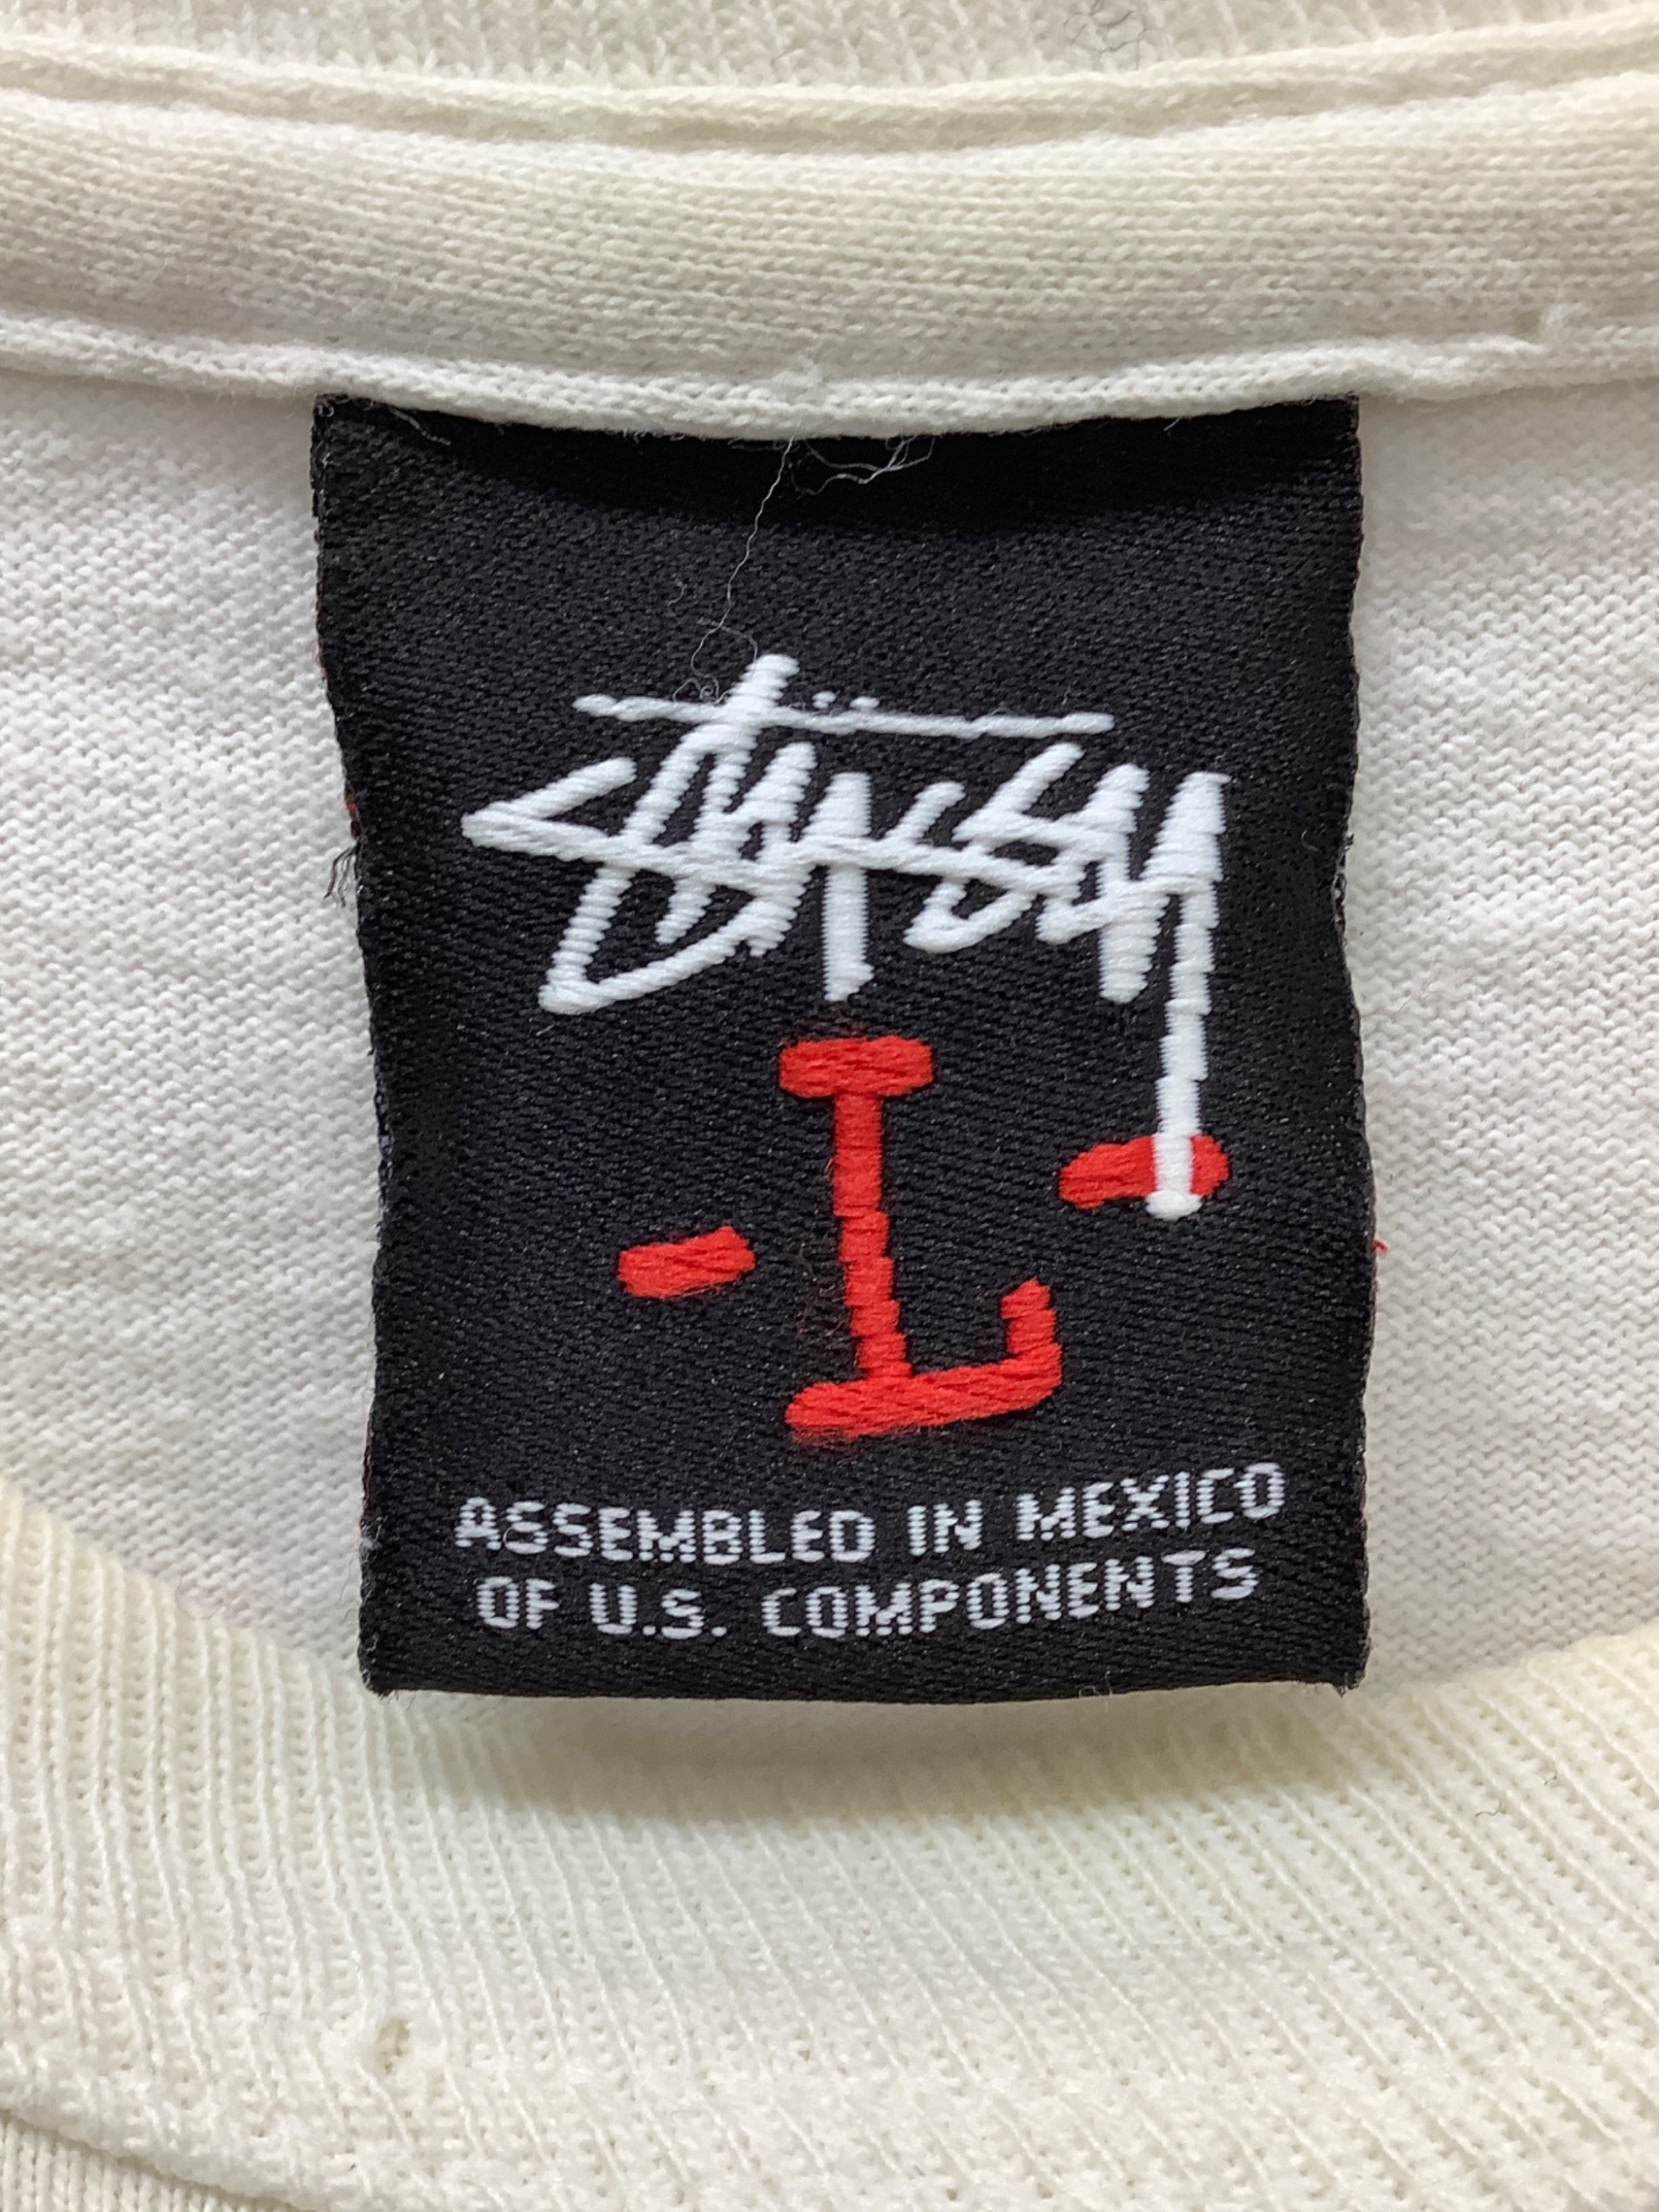 Stüssy
ASSEMBLED IN MEXICO
OF U.S. COMPONENTS